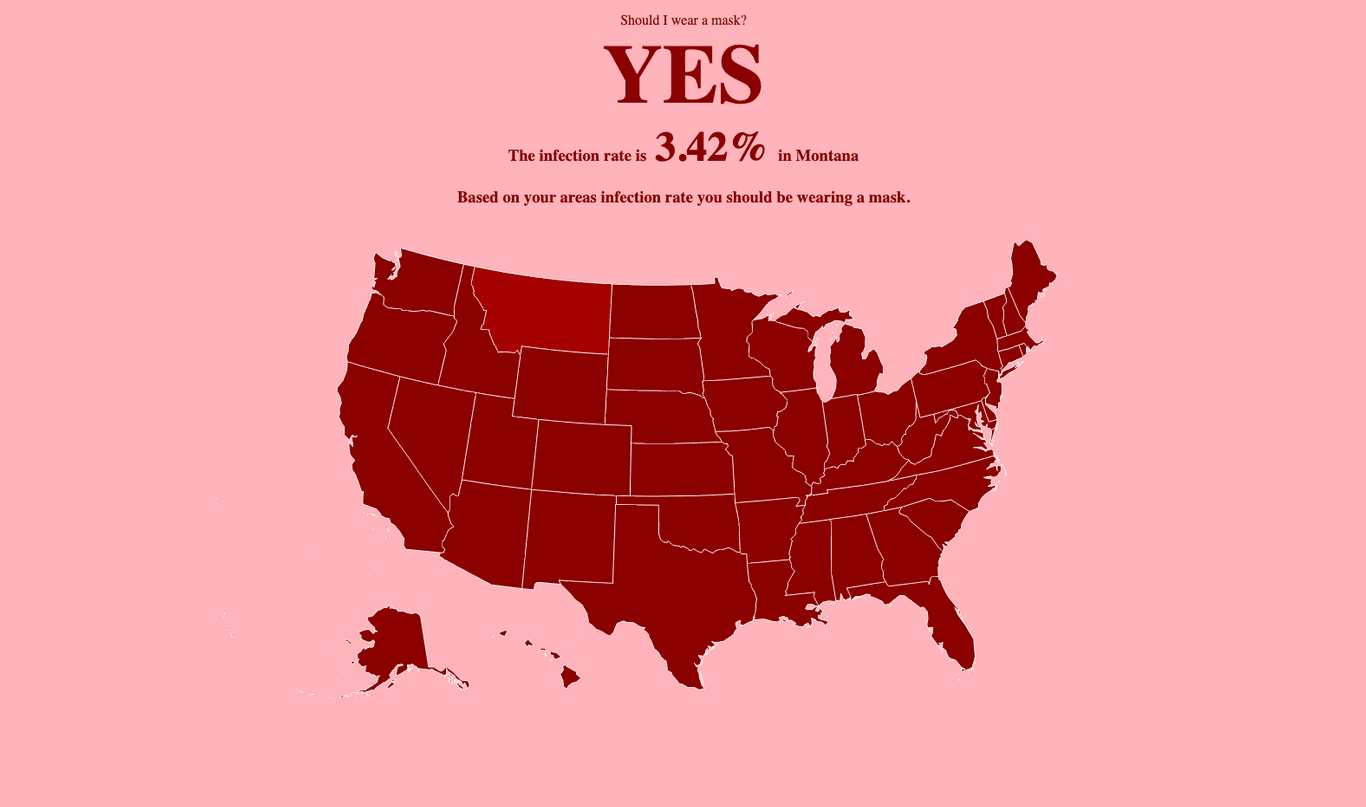 Should I wear a mask?
YES
The infection rate is 3.42% in Montana
Based on your areas infection rate you should be wearing a mask.